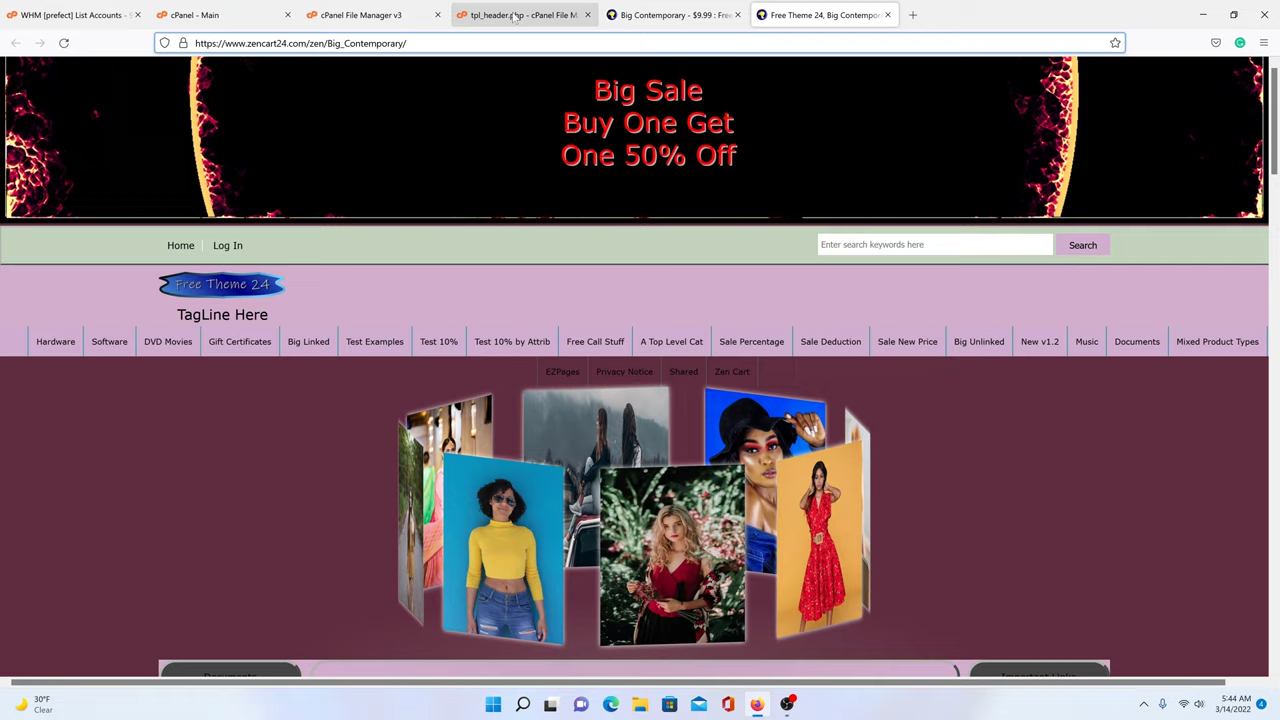 WHM [prefect] List Accounts - S
cPanel - Main
cPanel File Manager v3
tpl_header.php - cPanel File M
Big Contemporary - $9.99 : Free
Free Theme 24, Big Contempor
https://www.zencart24.com/zen/Big_Contemporary/
Big Sale
Buy One Get
One 50% Off
Home
Log In
Enter search keywords here
Search
Free Theme 24
TagLine Here
Hardware
Software
DVD Movies
Gift Certificates
Big Linked
Test Examples
Test 10%
Test 10% by Attrib
Free Call Stuff
A Top Level Cat
Sale Percentage
Sale Deduction
Sale New Price
Big Unlinked
New v1.2
Music
Documents
Mixed Product Types
EZPages
Privacy Notice
Shared
Zen Cart
Documents
Important Links
30°F
Clear
5:44 AM
3/14/2022
4